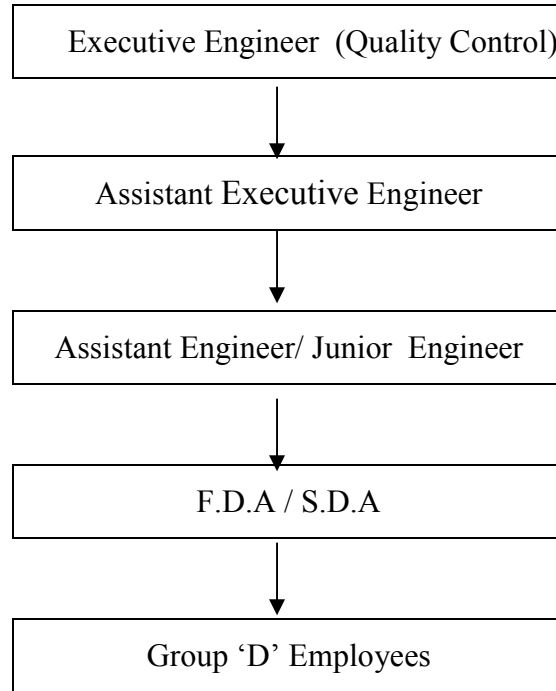 Executive Engineer (Quality Control)
Assistant Executive Engineer
Assistant Engineer/ Junior Engineer
F.D.A / S.D.A
Group ‘D’ Employees